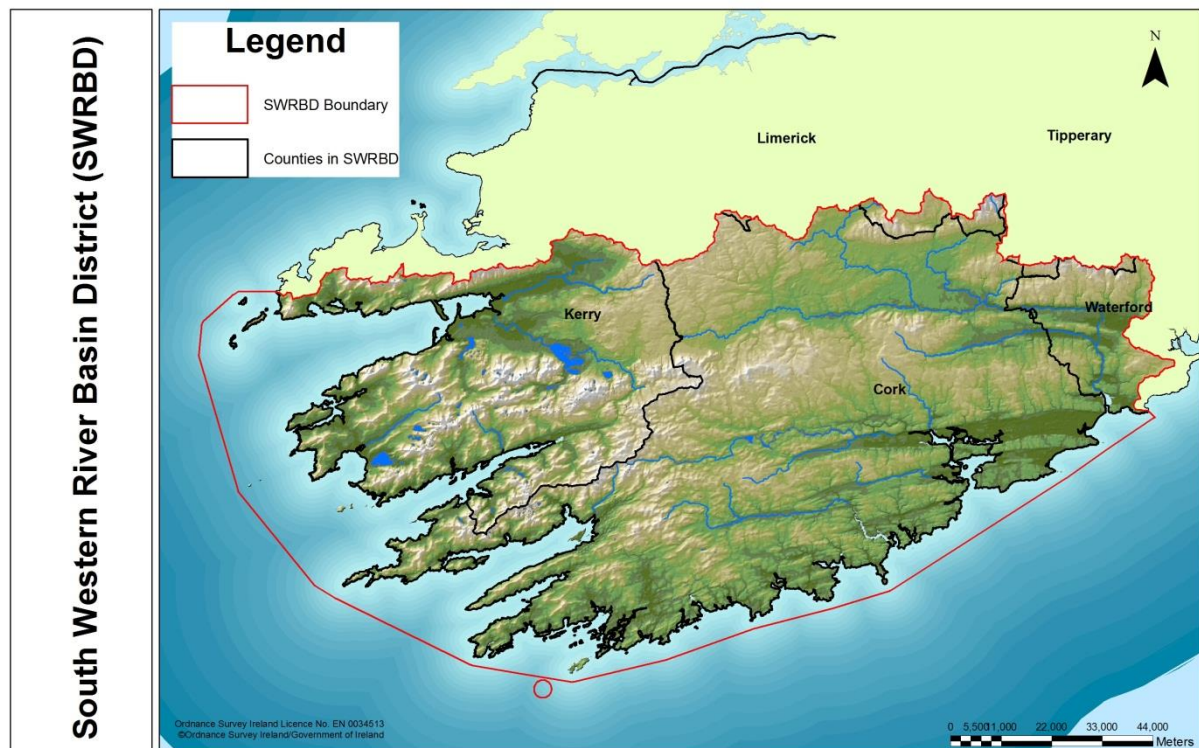 South Western River Basin District (SWRBD)
Legend
SWRBD Boundary
Counties in SWRBD
N
Limerick
Tipperary
Kerry
Waterford
Cork
Ordnance Survey Ireland Licence No. EN 0034513
©Ordnance Survey Ireland/Government of Ireland
0 5,500 11,000 22,000 33,000 44,000
Meters